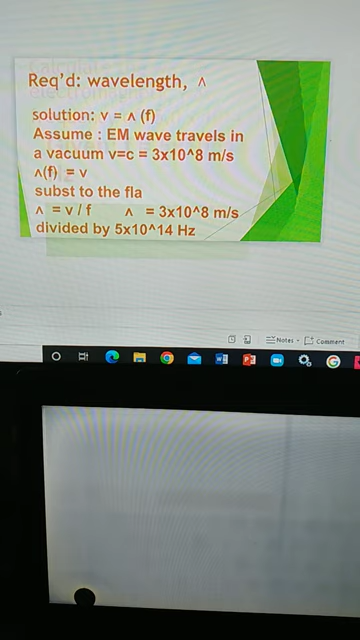 Req'd: wavelength, ^
solution: v = ^ (f)
Assume : EM wave travels in
a vacuum v=c = 3x10^8 m/s
^(f) = v
subst to the fla
^ = v / f ^ = 3x10^8 m/s
divided by 5x10^14 Hz
Notes
Comment